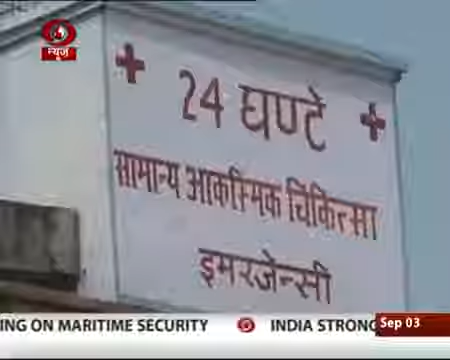 न्यूज़
24 घण्टे
सामान्य आकस्मिक चिकित्सा
इमरजेन्सी
ING ON MARITIME SECURITY INDIA STRONG
Sep 03